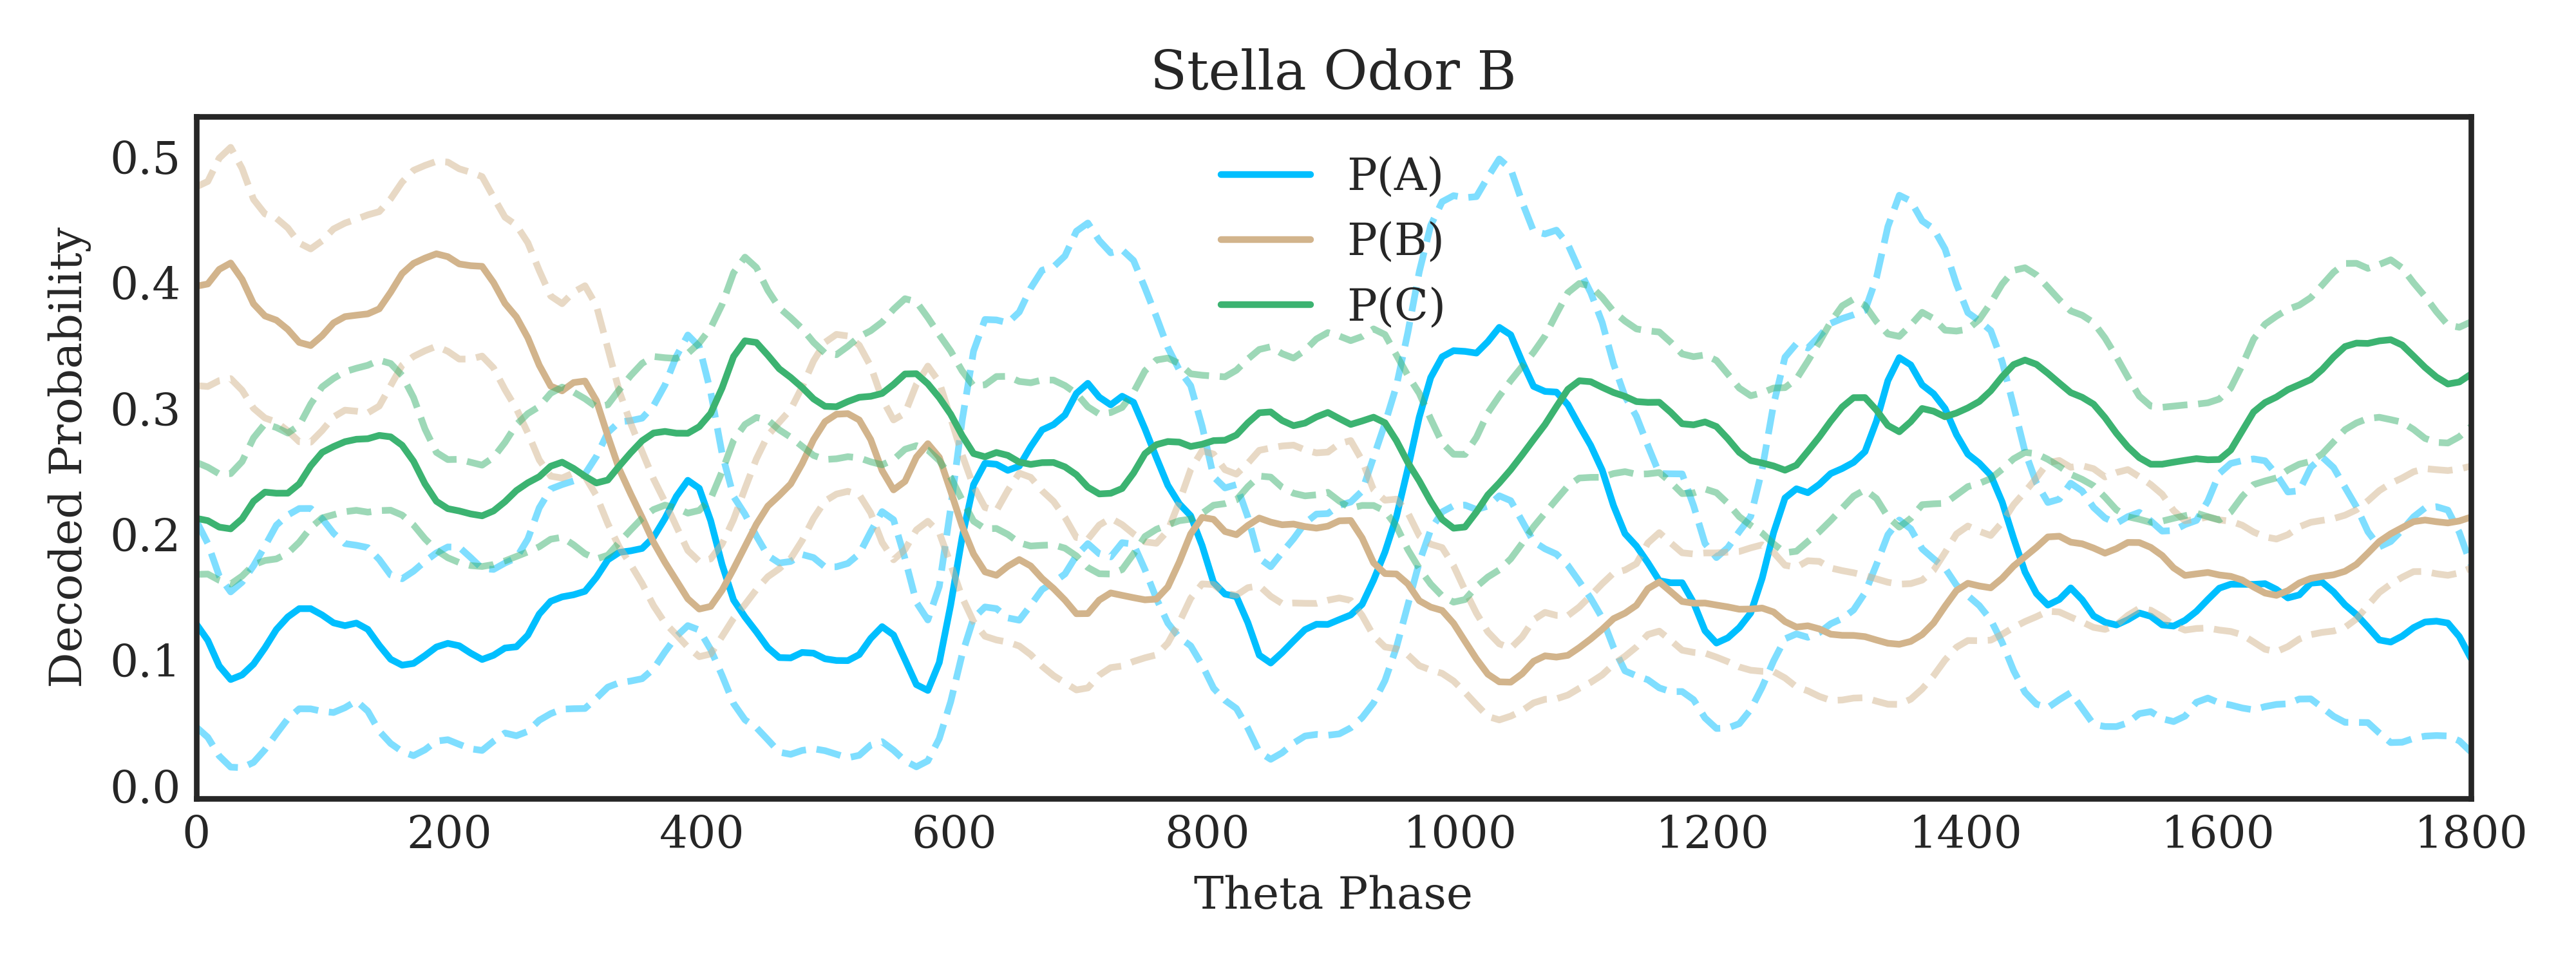 Stella Odor B
Decoded Probability
0.5
0.4
0.3
0.2
0.1
0.0
P(A)
P(B)
P(C)
0 200 400 600 800 1000 1200 1400 1600 1800
Theta Phase